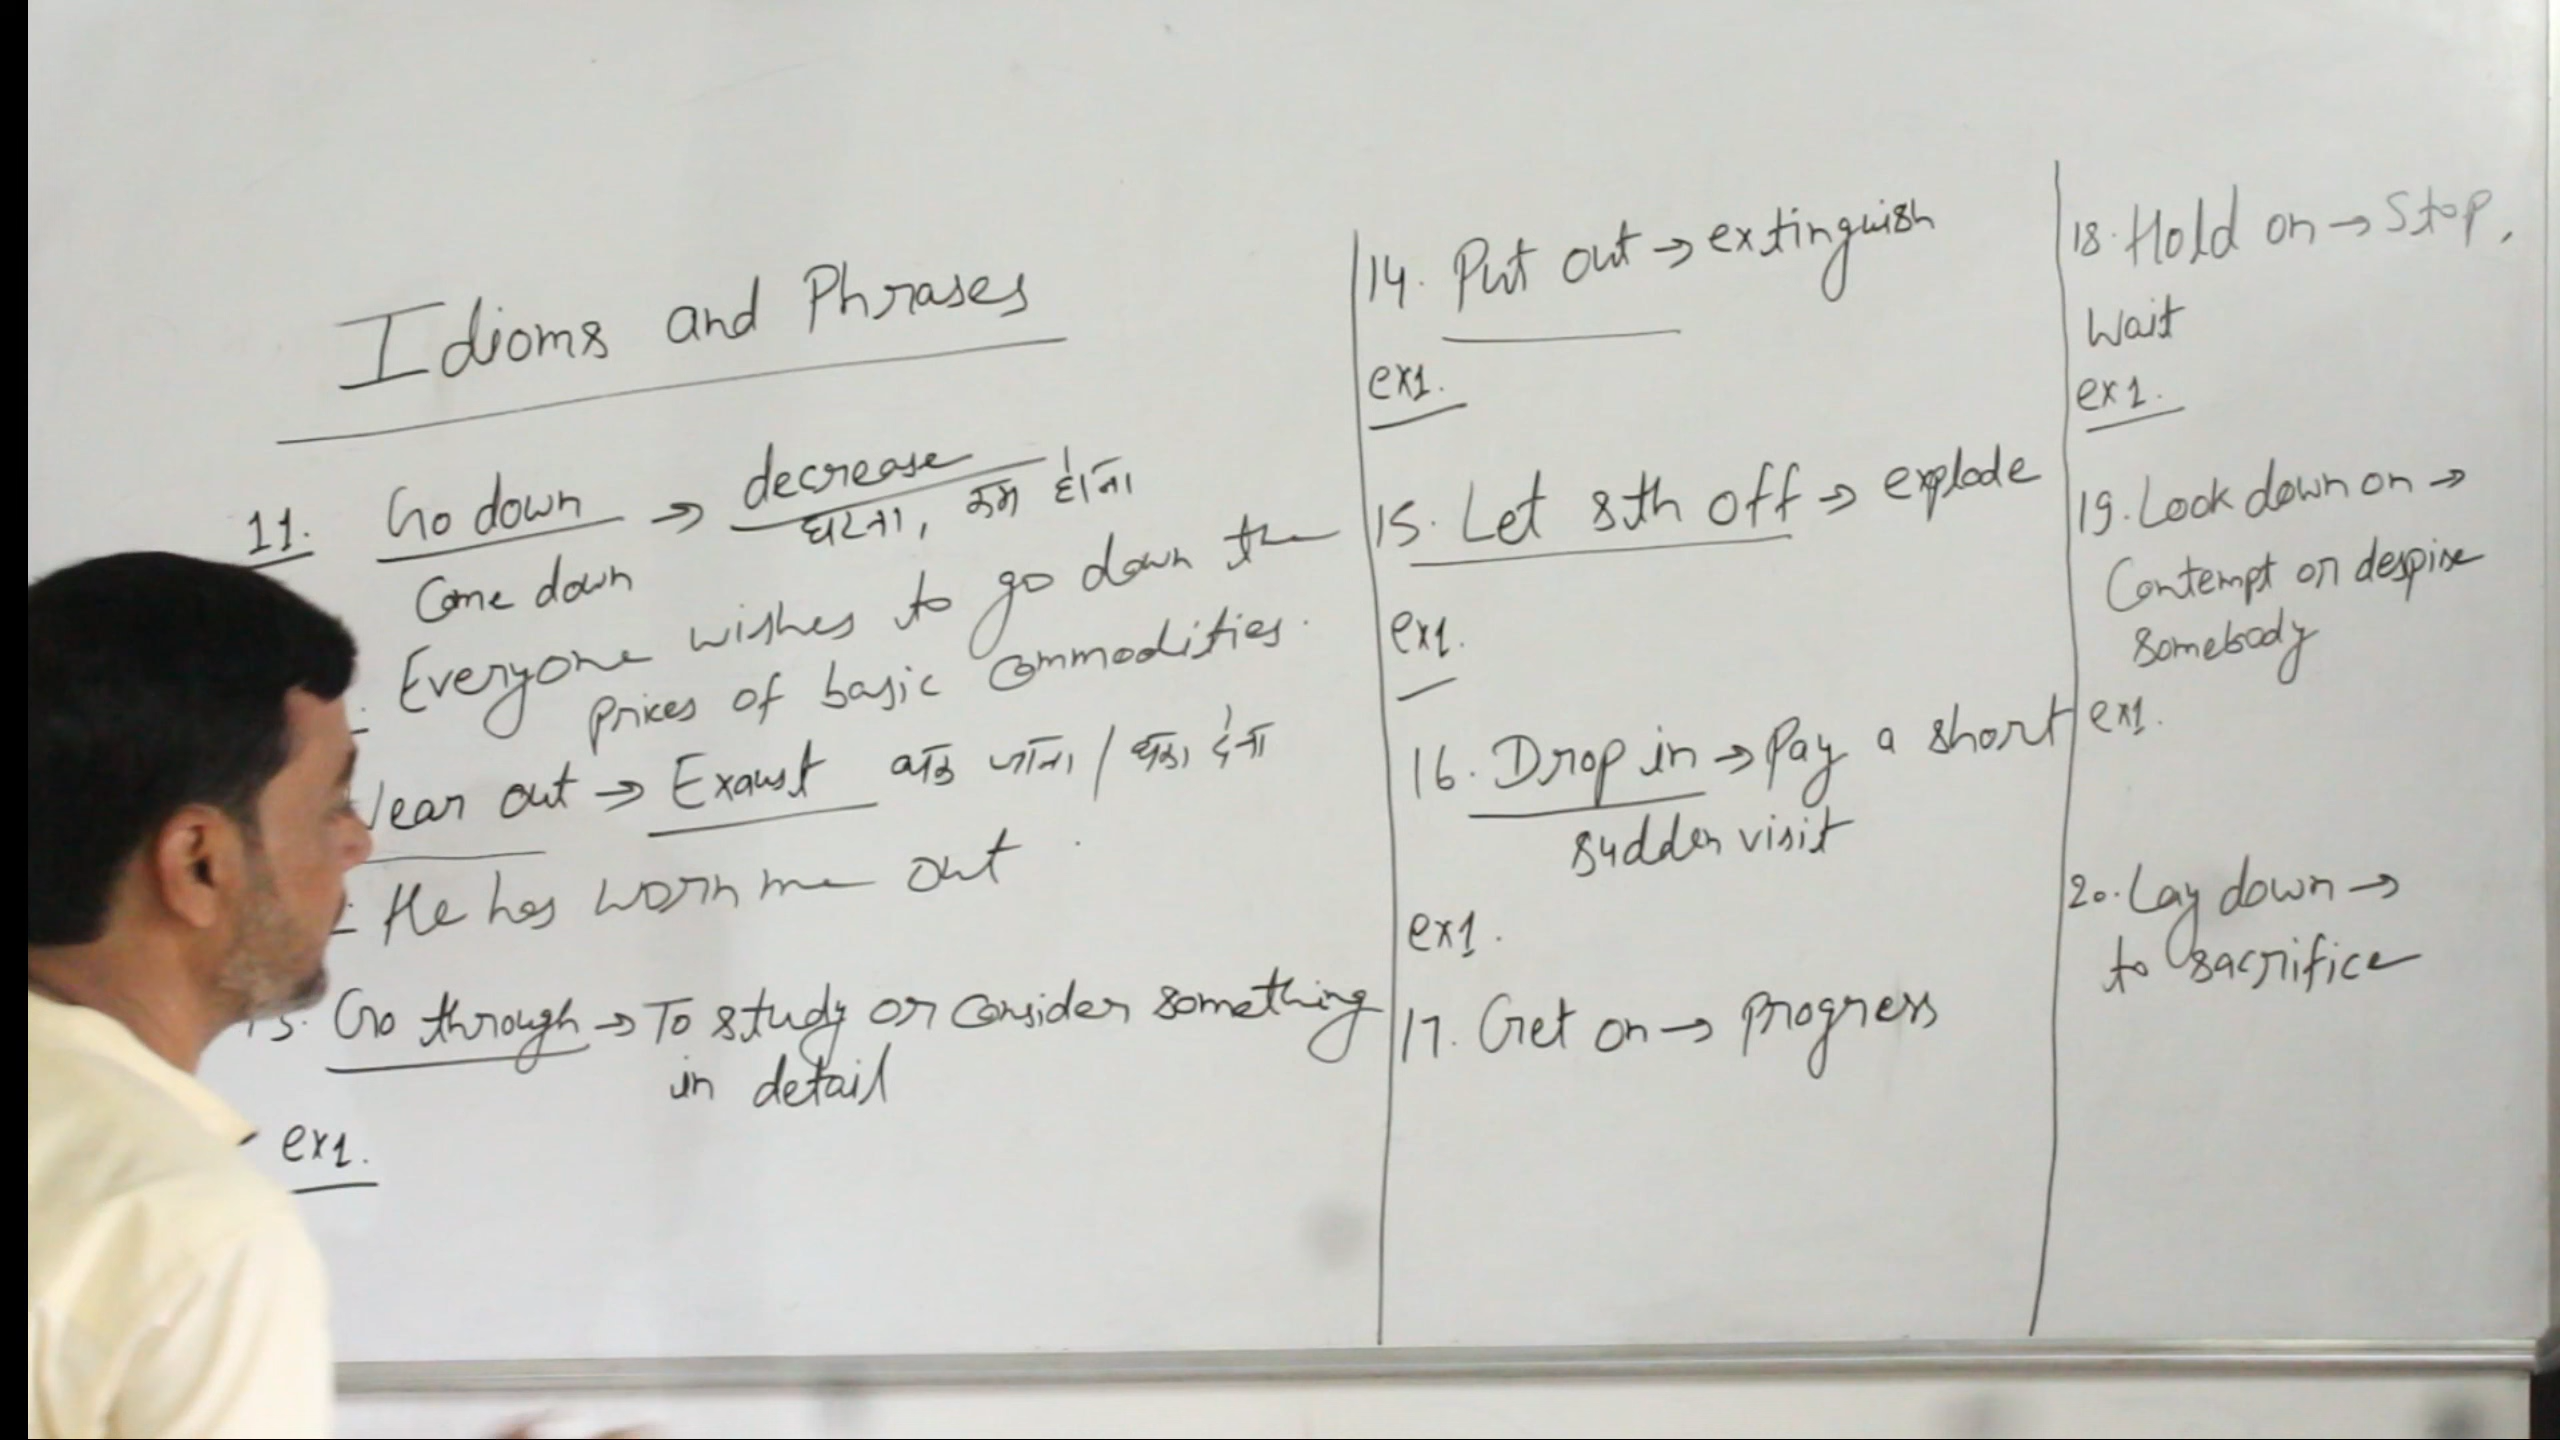 Idioms and Phrases
11. Go down → decrease
घटना, कम होना
Come down
Everyone wishes to go down the
prices of basic commodities.
Wear out → Exaust थक जाना / थका देना
He has worn me out
13. Go through → To study or consider something
in detail
ex1.
14. Put out → extinguish
ex1.
15. Let sth off → explode
ex1.
16. Drop in → Pay a short
sudden visit
ex1.
17. Get on → Progress
18. Hold on → Stop,
Wait
ex1.
19. Look down on →
Contempt or despise
somebody
ex1.
20. Lay down →
to sacrifice